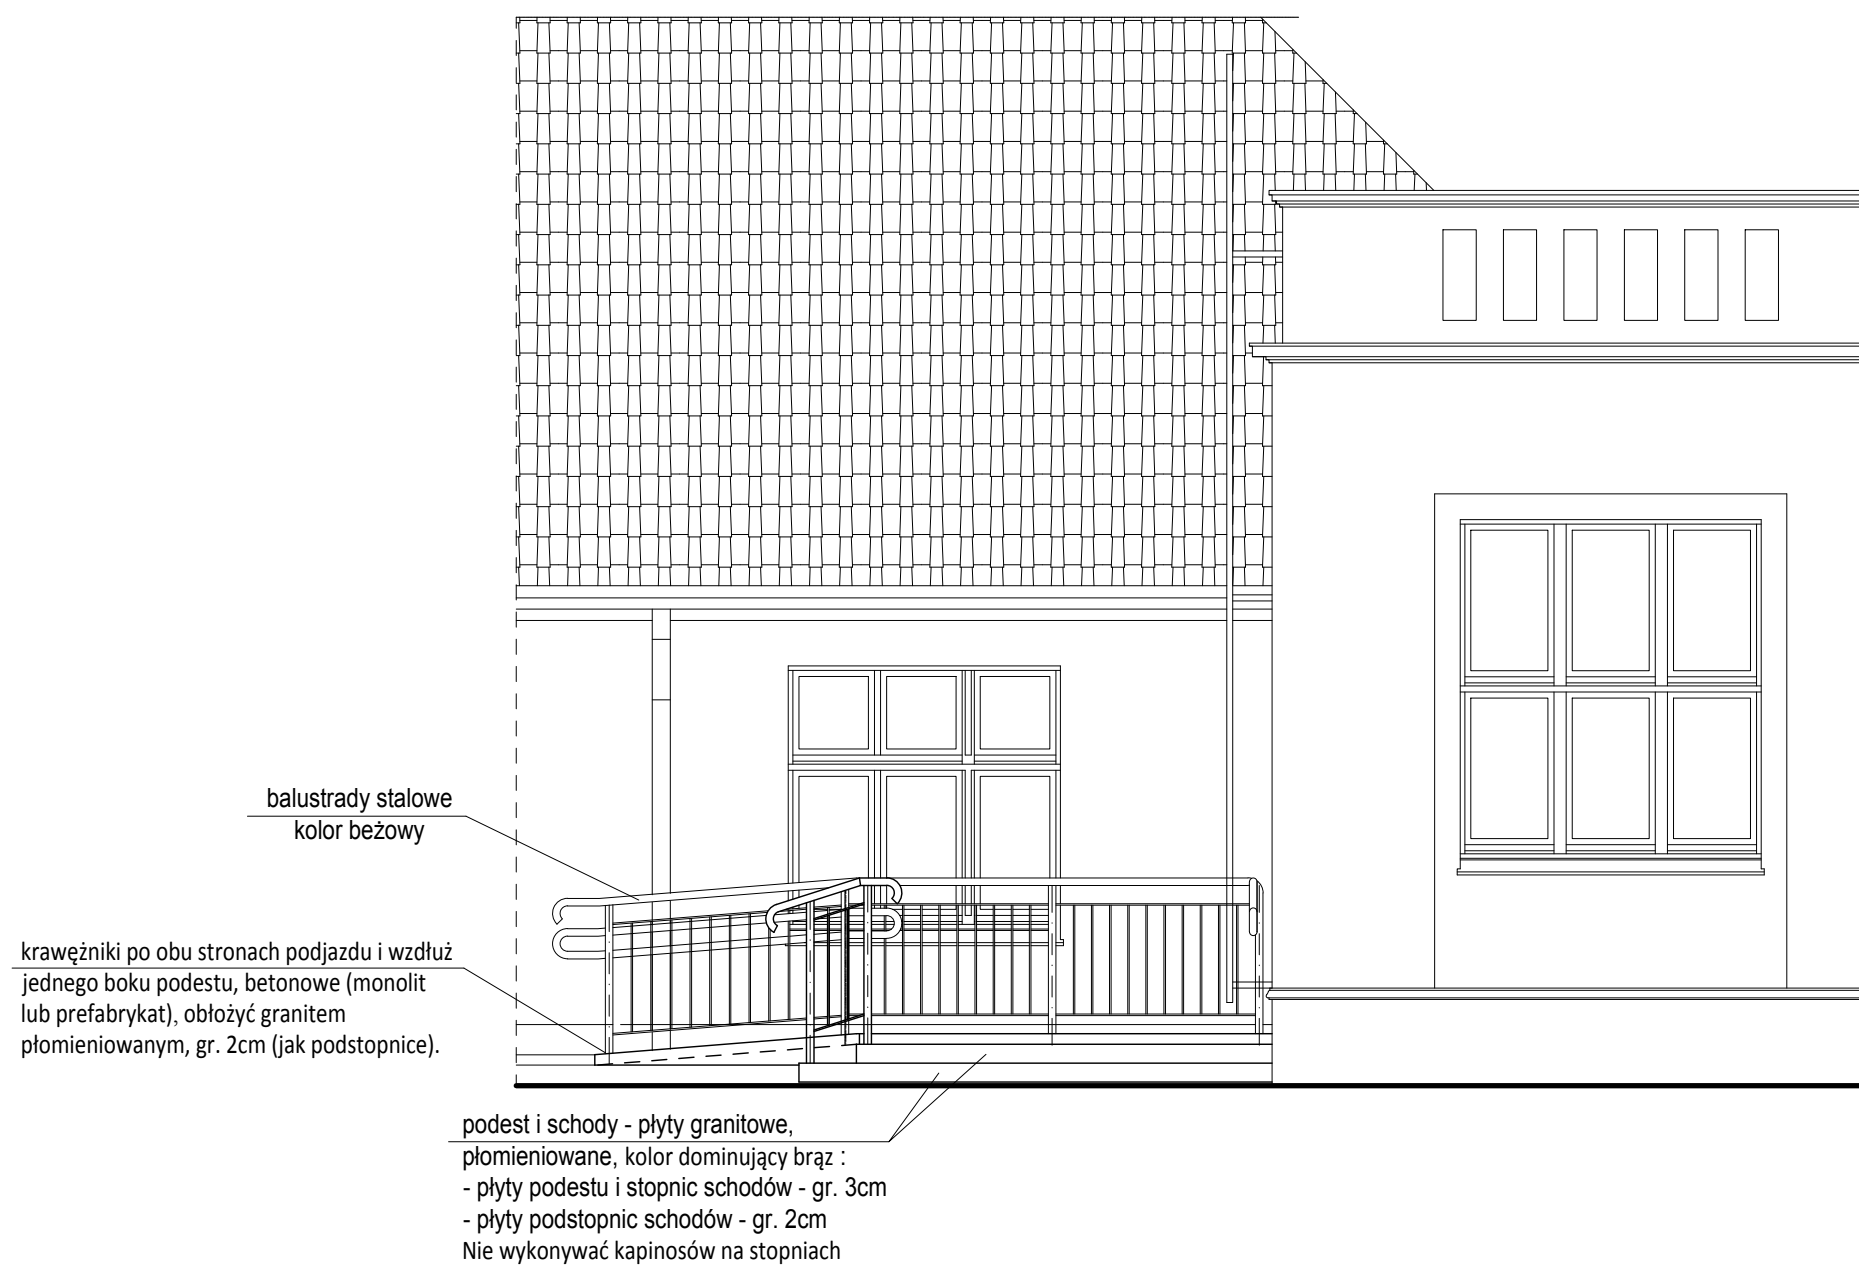 balustrady stalowe
kolor beżowy
krawężniki po obu stronach podjazdu i wzdłuż
jednego boku podestu, betonowe (monolit
lub prefabrykat), obłożyć granitem
płomieniowanym, gr. 2cm (jak podstopnice).
podest i schody - płyty granitowe,
płomieniowane, kolor dominujący brąz :
- płyty podestu i stopnic schodów - gr. 3cm
- płyty podstopnic schodów - gr. 2cm
Nie wykonywać kapinosów na stopniach